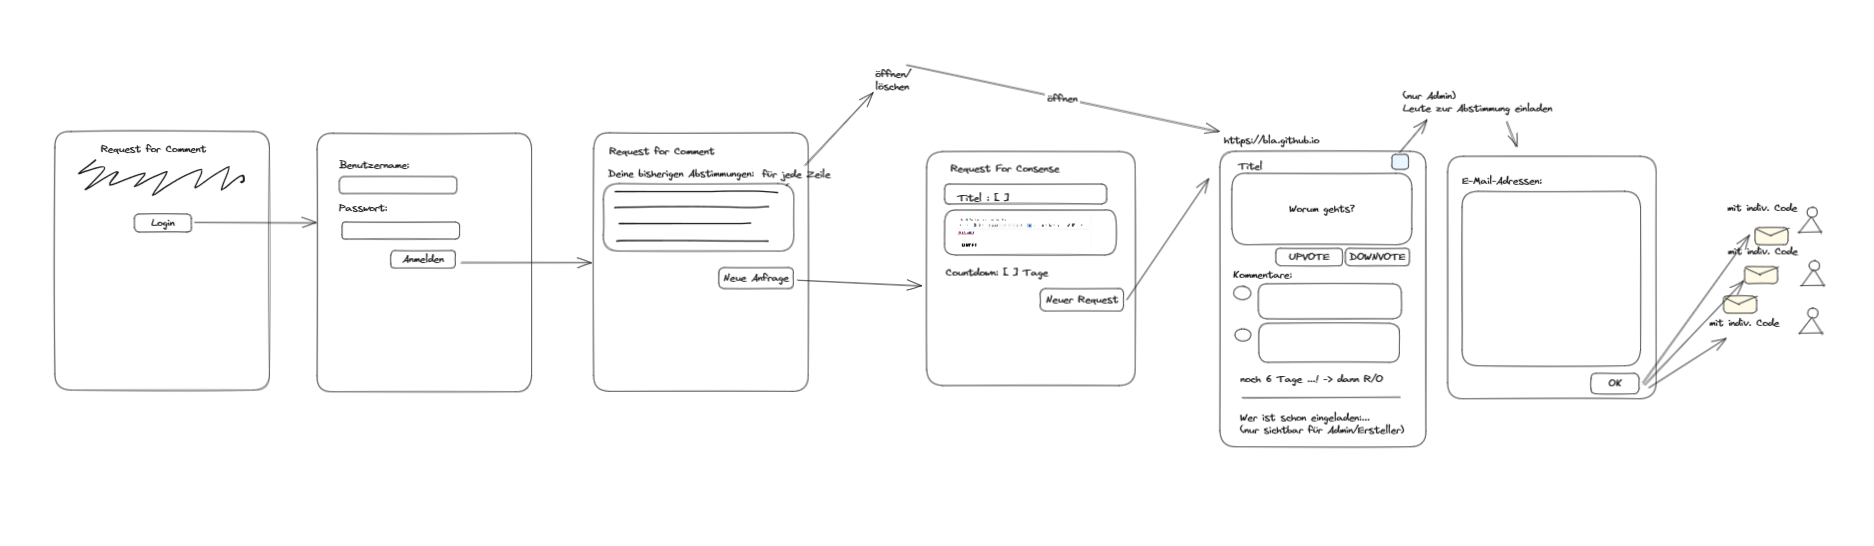 Request for Comment
Login
Benutzername:
Passwort:
Anmelden
Request for Comment
Deine bisherigen Abstimmungen: für jede Zeile
Neue Anfrage
öffnen/
löschen
öffnen
Request For Consense
Titel : [ ]
Countdown: [ ] Tage
Neuer Request
https://bla.github.io
Titel
Worum gehts?
UPVOTE
DOWNVOTE
Kommentare:
noch 6 Tage ...! -> dann R/O
Wer ist schon eingeladen:...
(nur sichtbar für Admin/Ersteller)
(nur Admin)
Leute zur Abstimmung einladen
E-Mail-Adressen:
OK
mit indiv. Code
mit indiv. Code
mit indiv. Code